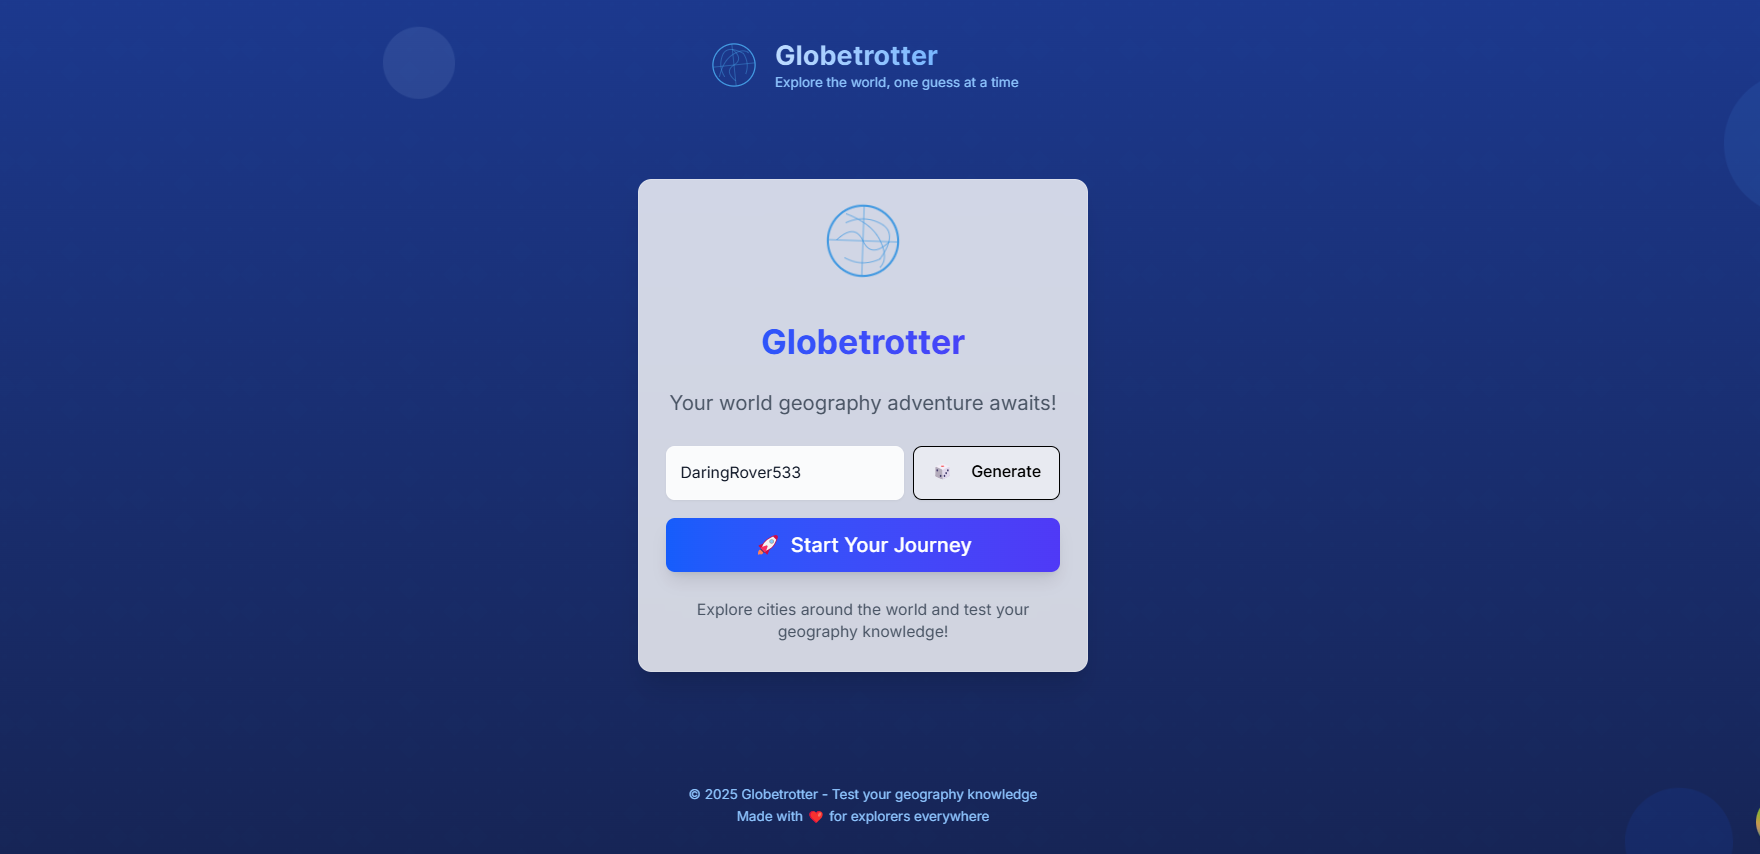 Globetrotter
Explore the world, one guess at a time
Globetrotter
Your world geography adventure awaits!
DaringRover533
Generate
Start Your Journey
Explore cities around the world and test your
geography knowledge!
© 2025 Globetrotter - Test your geography knowledge
Made with ❤️ for explorers everywhere